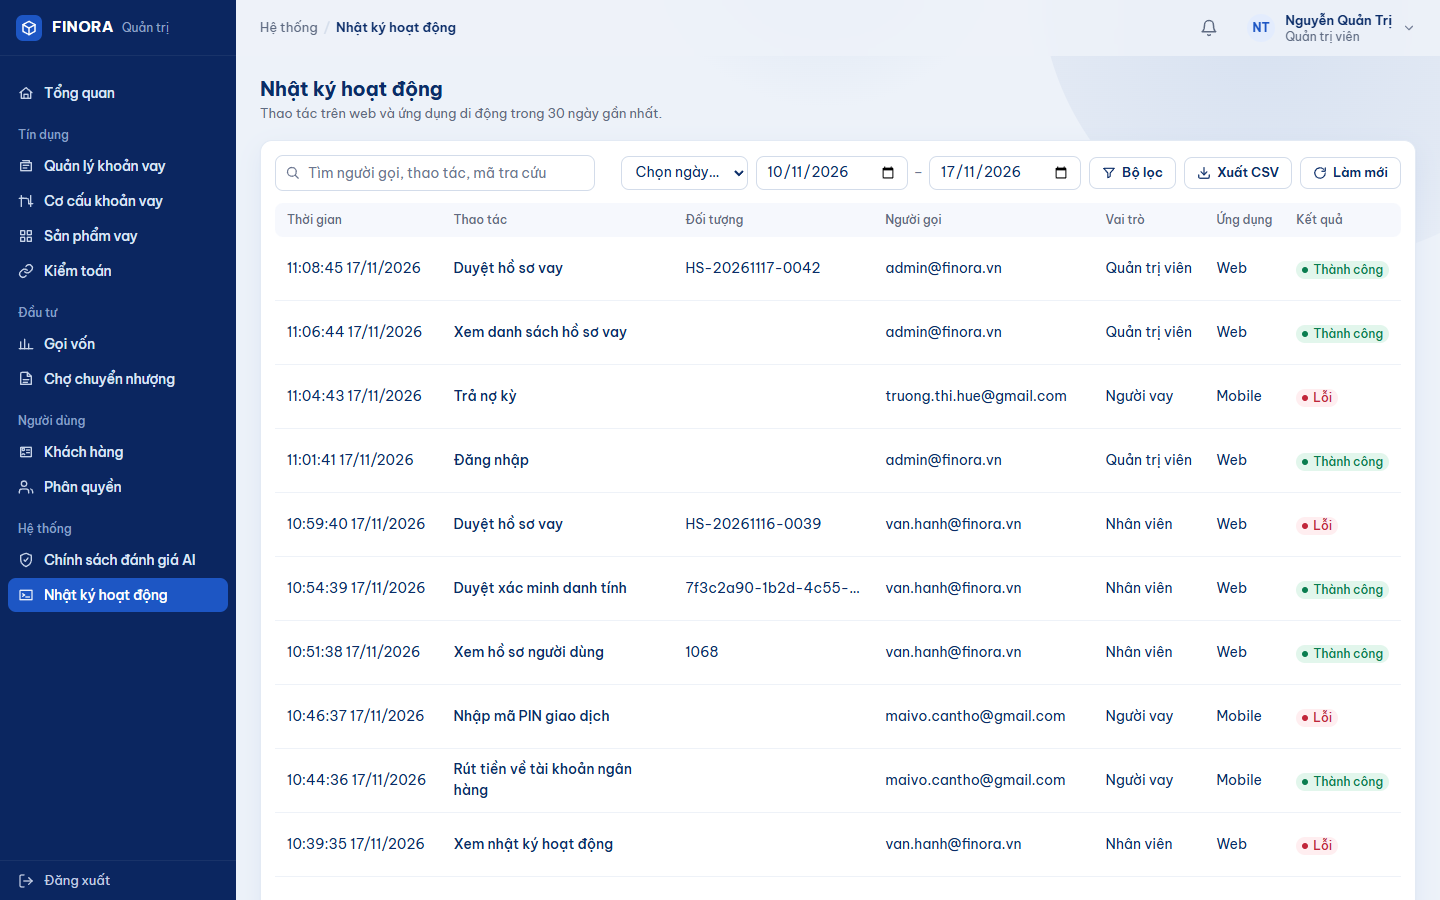 FINORA Quản trị
Tổng quan
Tín dụng
Quản lý khoản vay
Cơ cấu khoản vay
Sản phẩm vay
Kiểm toán
Đầu tư
Gọi vốn
Chợ chuyển nhượng
Người dùng
Khách hàng
Phân quyền
Hệ thống
Chính sách đánh giá AI
Nhật ký hoạt động
Đăng xuất
Hệ thống / Nhật ký hoạt động
NT
Nguyễn Quản Trị
Quản trị viên
Nhật ký hoạt động
Thao tác trên web và ứng dụng di động trong 30 ngày gần nhất.
Tìm người gọi, thao tác, mã tra cứu
Chọn ngày... 10/11/2026 – 17/11/2026 Bộ lọc Xuất CSV Làm mới
Thời gian Thao tác Đối tượng Người gọi Vai trò Ứng dụng Kết quả
11:08:45 17/11/2026 Duyệt hồ sơ vay HS-20261117-0042 admin@finora.vn Quản trị viên Web Thành công
11:06:44 17/11/2026 Xem danh sách hồ sơ vay admin@finora.vn Quản trị viên Web Thành công
11:04:43 17/11/2026 Trả nợ kỳ truong.thi.hue@gmail.com Người vay Mobile Lỗi
11:01:41 17/11/2026 Đăng nhập admin@finora.vn Quản trị viên Web Thành công
10:59:40 17/11/2026 Duyệt hồ sơ vay HS-20261116-0039 van.hanh@finora.vn Nhân viên Web Lỗi
10:54:39 17/11/2026 Duyệt xác minh danh tính 7f3c2a90-1b2d-4c55-... van.hanh@finora.vn Nhân viên Web Thành công
10:51:38 17/11/2026 Xem hồ sơ người dùng 1068 van.hanh@finora.vn Nhân viên Web Thành công
10:46:37 17/11/2026 Nhập mã PIN giao dịch maivo.cantho@gmail.com Người vay Mobile Lỗi
10:44:36 17/11/2026 Rút tiền về tài khoản ngân hàng maivo.cantho@gmail.com Người vay Mobile Thành công
10:39:35 17/11/2026 Xem nhật ký hoạt động van.hanh@finora.vn Nhân viên Web Lỗi